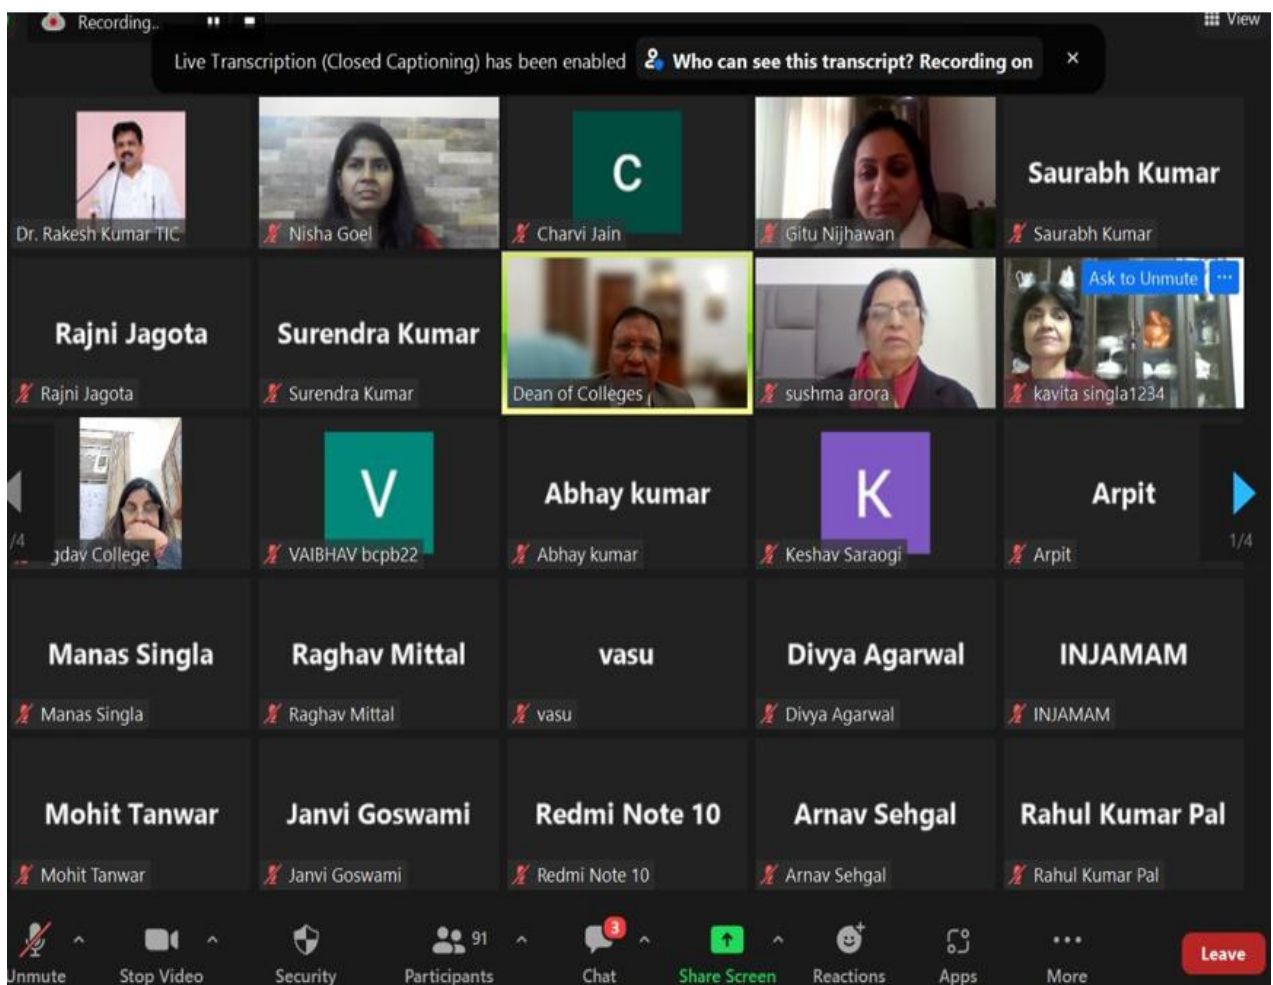 Recording..
View
Live Transcription (Closed Captioning) has been enabled Who can see this transcript? Recording on
C
Saurabh Kumar
Dr. Rakesh Kumar TIC Nisha Goel Charvi Jain Gitu Nijhawan Saurabh Kumar
Ask to Unmute
Rajni Jagota Surendra Kumar
Rajni Jagota Surendra Kumar Dean of Colleges sushma arora kavita singla1234
V Abhay kumar K Arpit
/4 gdav College VAIBHAV bcpb22 Abhay kumar Keshav Saraogi Arpit 1/4
Manas Singla Raghav Mittal vasu Divya Agarwal INJAMAM
Manas Singla Raghav Mittal vasu Divya Agarwal INJAMAM
Mohit Tanwar Janvi Goswami Redmi Note 10 Arnav Sehgal Rahul Kumar Pal
Mohit Tanwar Janvi Goswami Redmi Note 10 Arnav Sehgal Rahul Kumar Pal
91 3
Unmute Stop Video Security Participants Chat Share Screen Reactions Apps More Leave